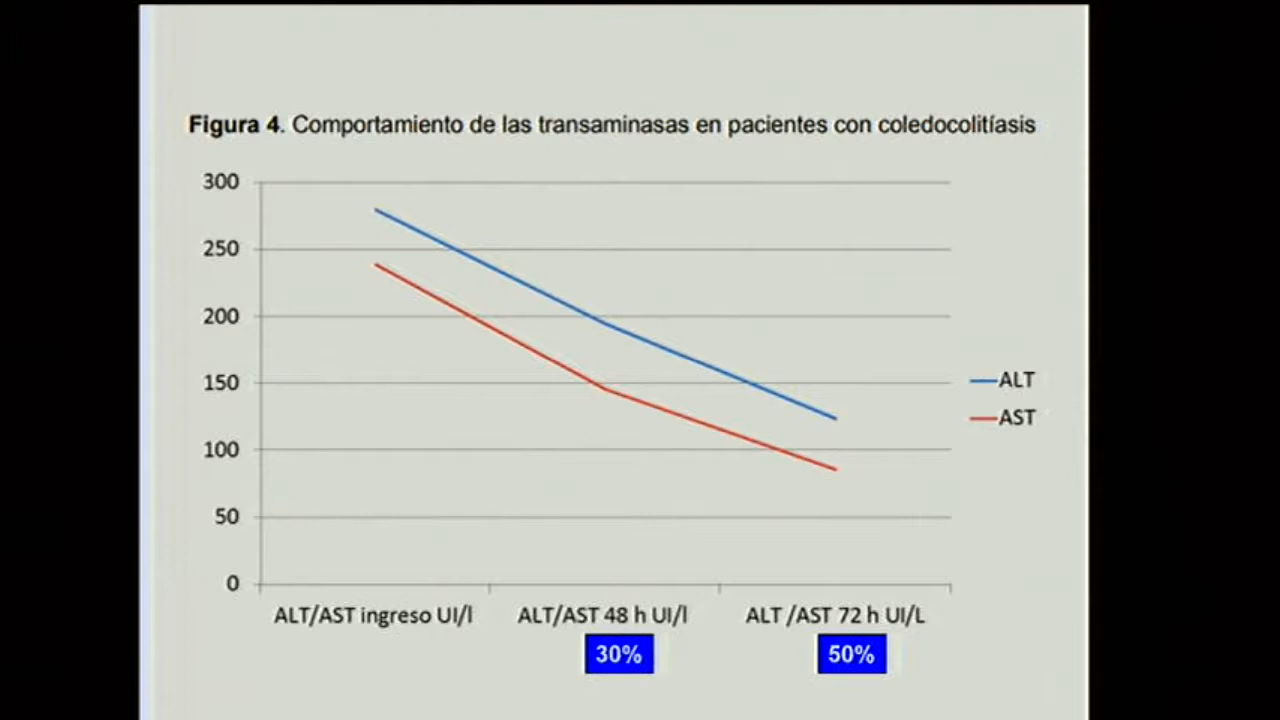 Figura 4. Comportamiento de las transaminasas en pacientes con coledocolitíasis
300
250
200
150
100
50
0
ALT
AST
ALT/AST ingreso UI/l
ALT/AST 48 h UI/l
ALT /AST 72 h UI/L
30%
50%